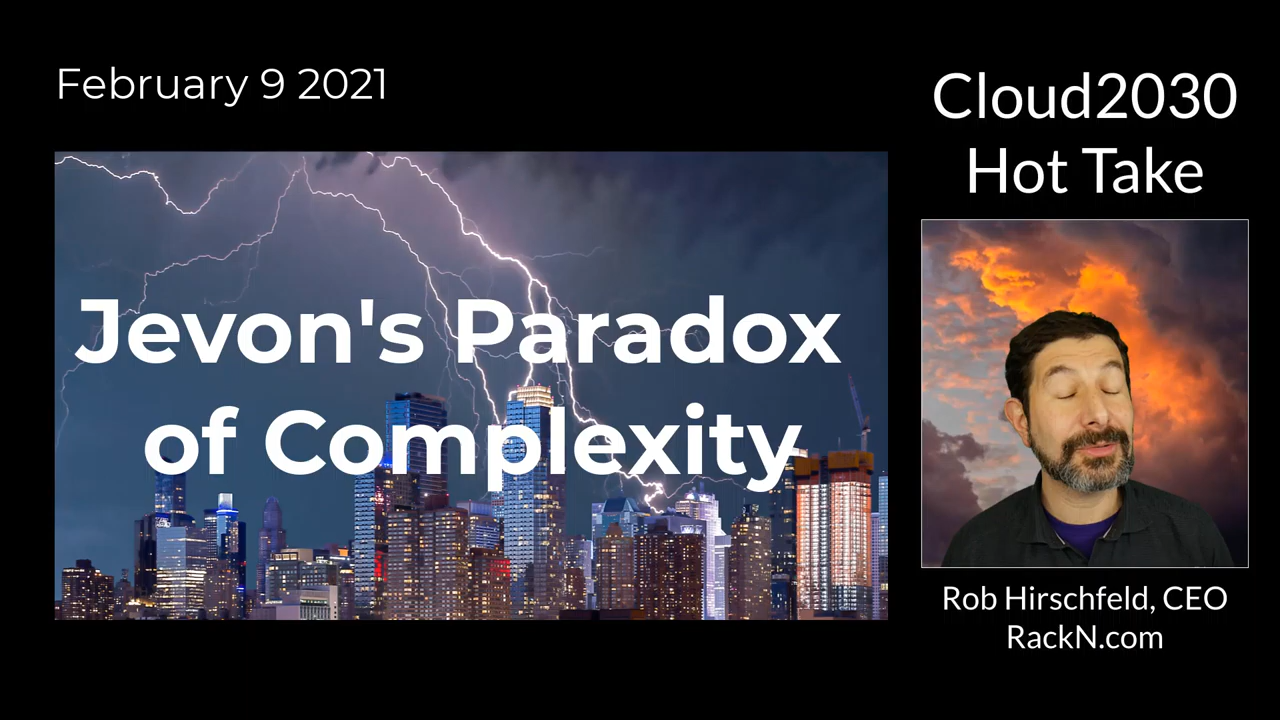 February 9 2021
Cloud2030
Hot Take
Jevon's Paradox
of Complexity
Rob Hirschfeld, CEO
RackN.com